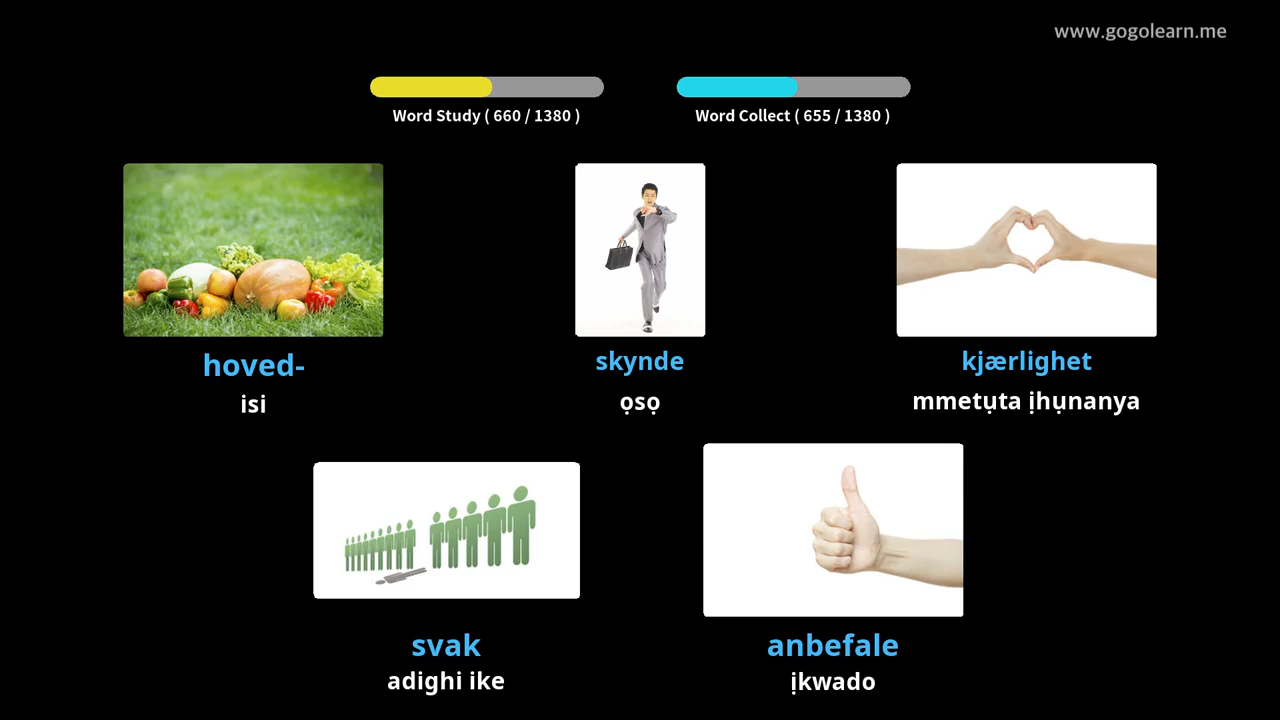 www.gogolearn.me
Word Study ( 660 / 1380 )
Word Collect ( 655 / 1380 )
hoved-
isi
skynde
ọsọ
kjærlighet
mmetụta ịhụnanya
svak
adighi ike
anbefale
ịkwado